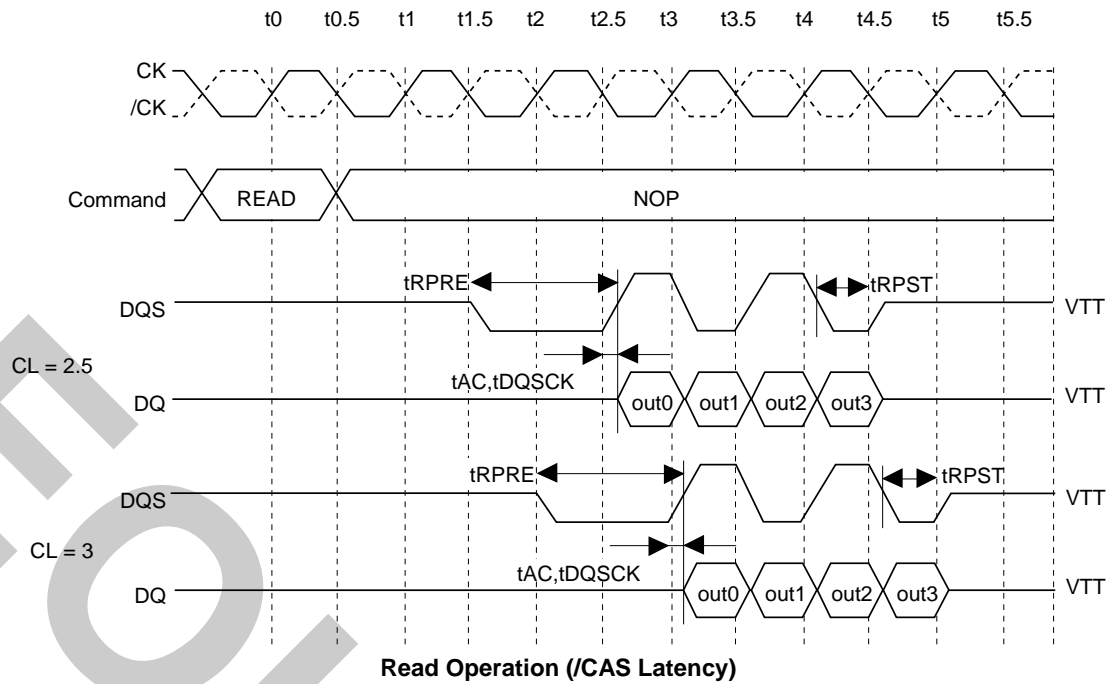 t0 t0.5 t1 t1.5 t2 t2.5 t3 t3.5 t4 t4.5 t5 t5.5
CK
/CK
Command READ NOP
tRPRE tRPST
DQS VTT
CL = 2.5
tAC,tDQSCK
DQ out0 out1 out2 out3 VTT
tRPRE tRPST
DQS VTT
CL = 3
tAC,tDQSCK
DQ out0 out1 out2 out3 VTT
Read Operation (/CAS Latency)